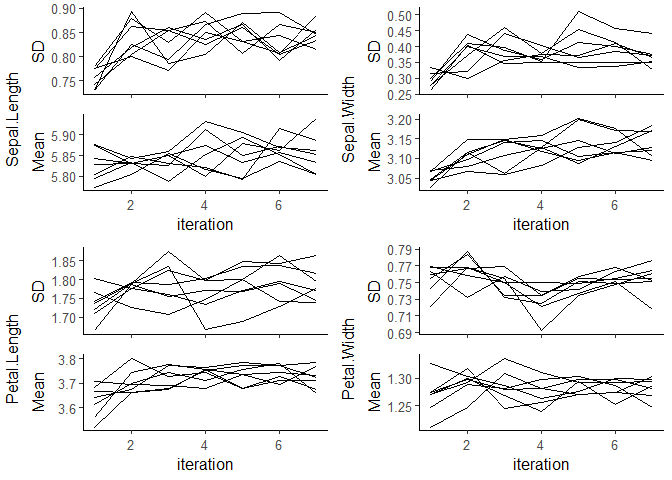 Sepal.Length
SD
0.90
0.85
0.80
0.75
Mean
5.90
5.85
5.80
2 4 6
iteration
Sepal.Width
SD
0.50
0.45
0.40
0.35
0.30
0.25
Mean
3.20
3.15
3.10
3.05
2 4 6
iteration
Petal.Length
SD
1.85
1.80
1.75
1.70
Mean
3.8
3.7
3.6
2 4 6
iteration
Petal.Width
SD
0.79
0.77
0.75
0.73
0.71
0.69
Mean
1.30
1.25
2 4 6
iteration